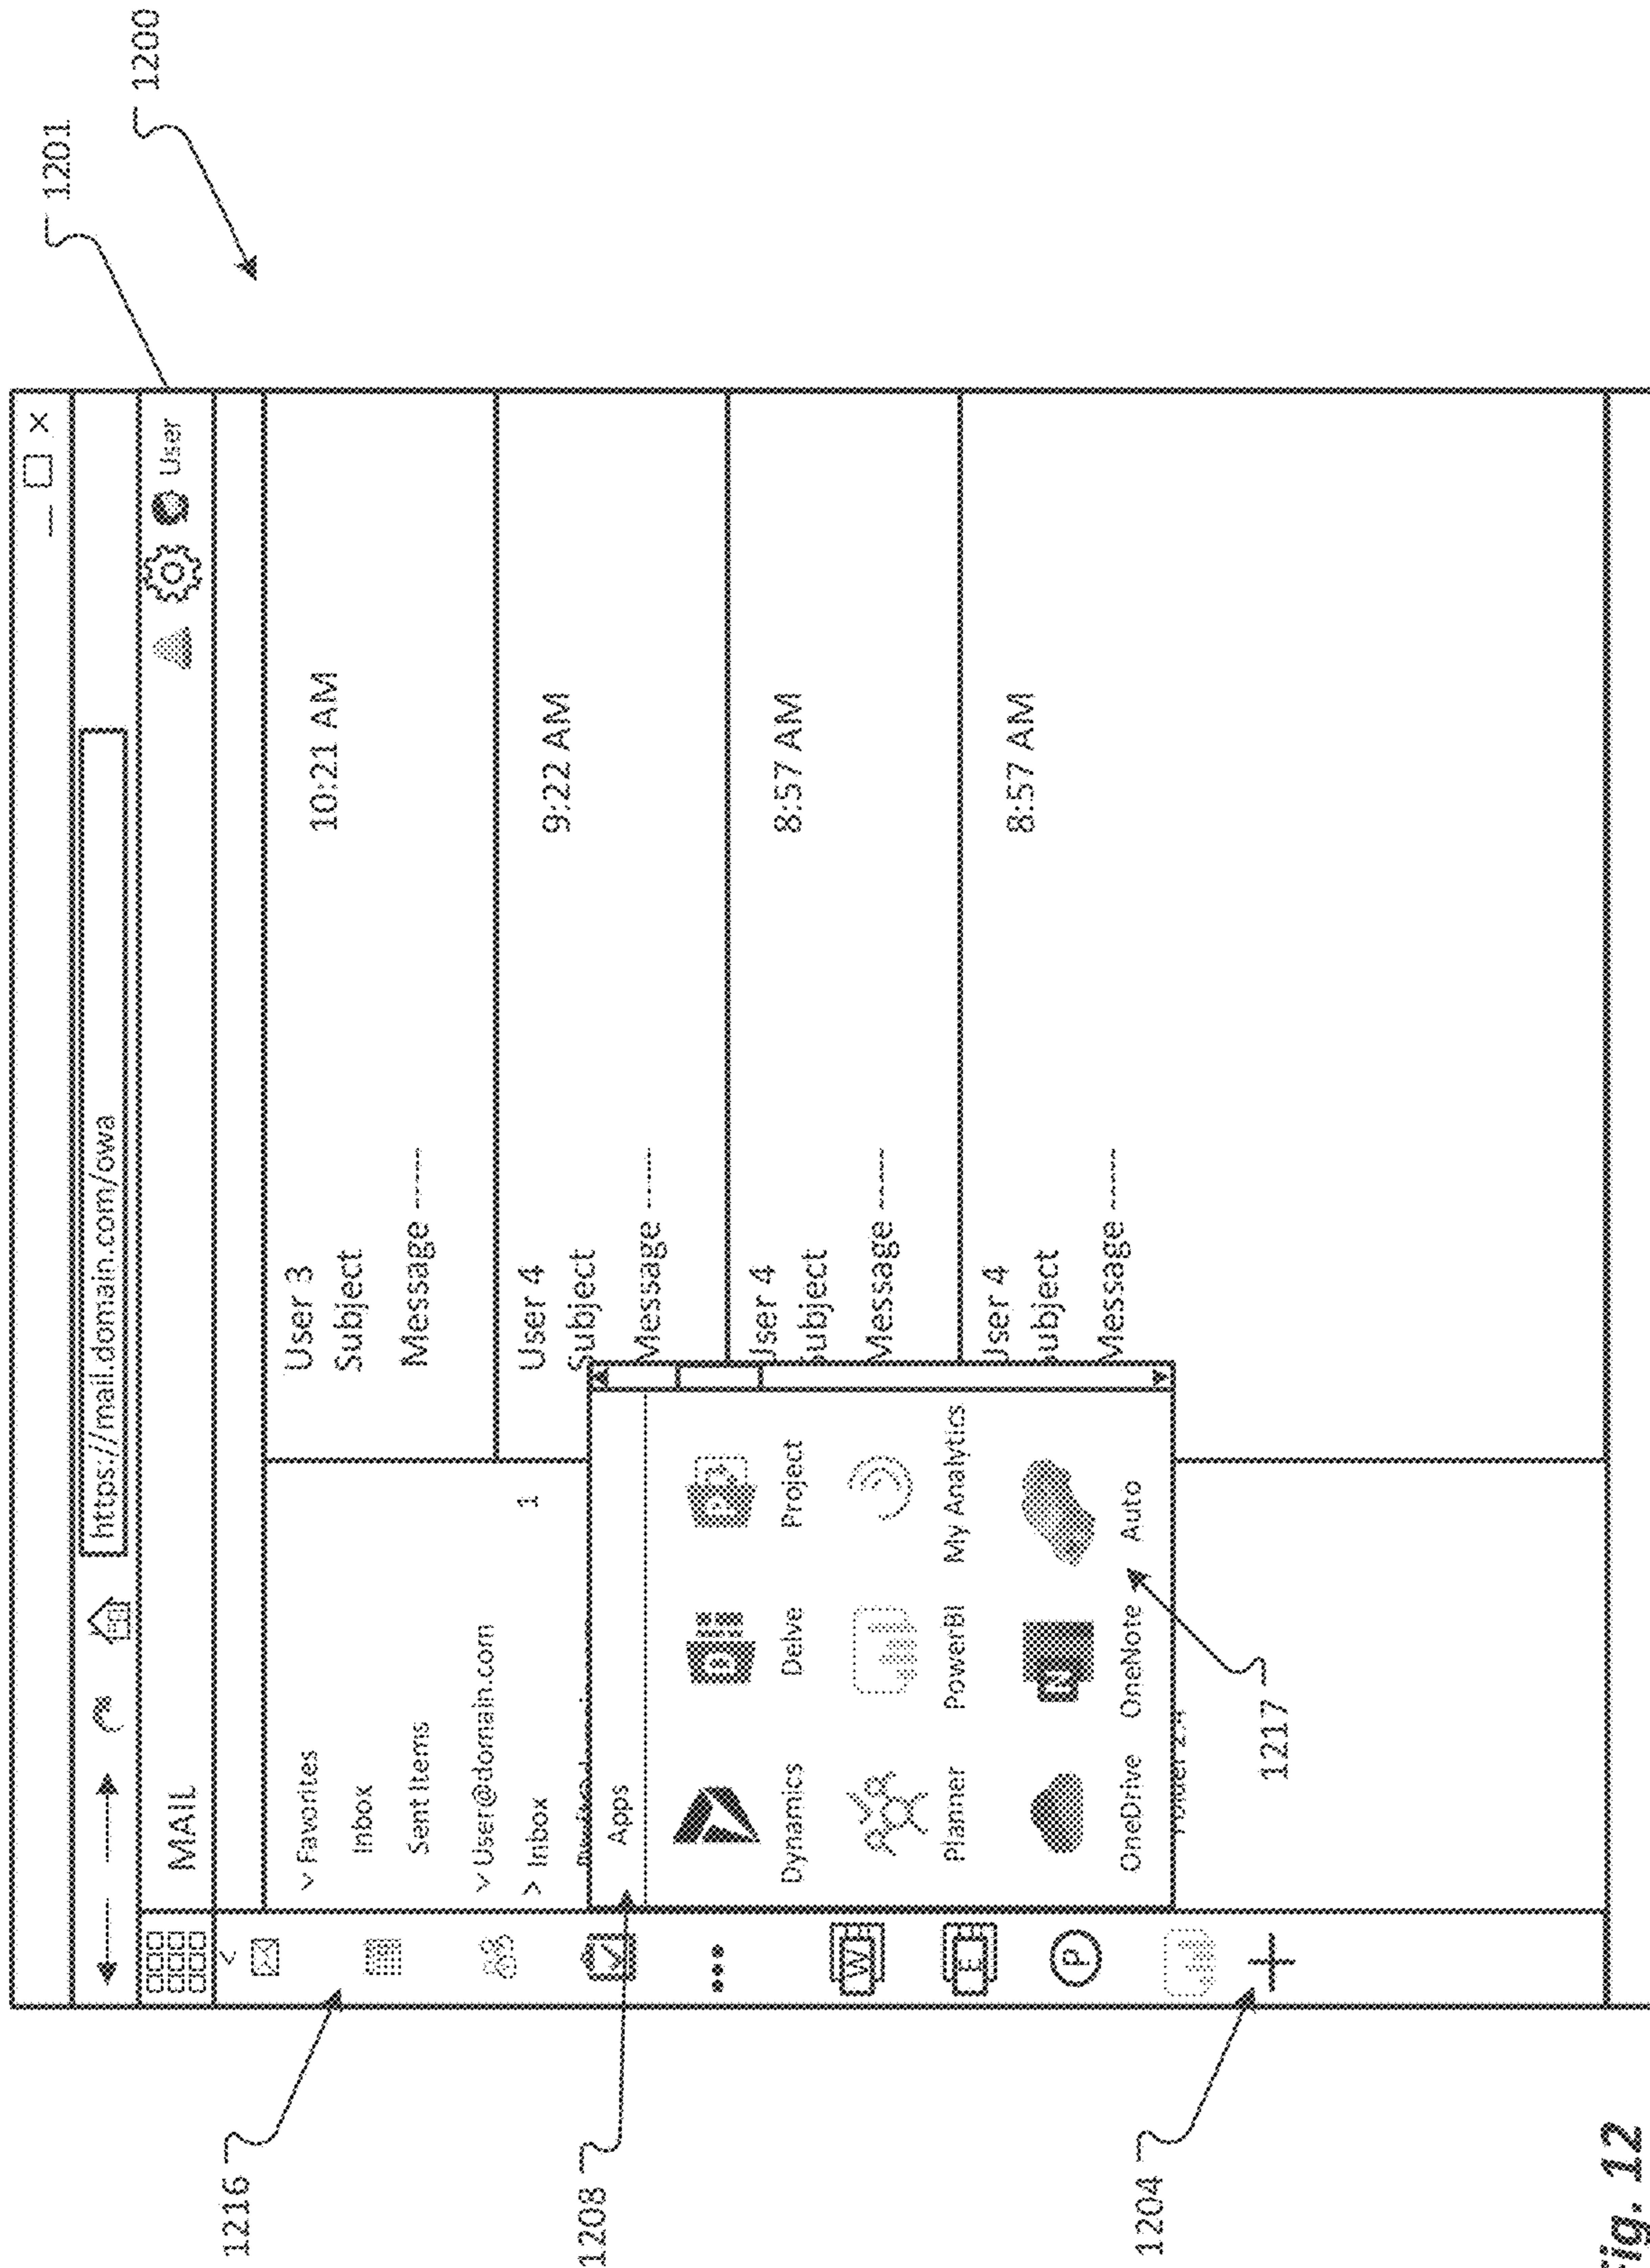 1201
1200
https://mail.domain.com/owa
MAIL
User
Favorites
Inbox
Sent Items
User@domain.com
Inbox
1
User 3
Subject
Message
10:21 AM
User 4
Subject
Message
9:22 AM
User 4
Subject
Message
8:57 AM
User 4
Subject
Message
8:57 AM
Apps
Dynamics
Delve
Project
Planner
PowerBI
My Analytics
OneDrive
OneNote
Auto
W
E
P
D
N
Folder 2.4
1216
1208
1204
1217
Fig. 12